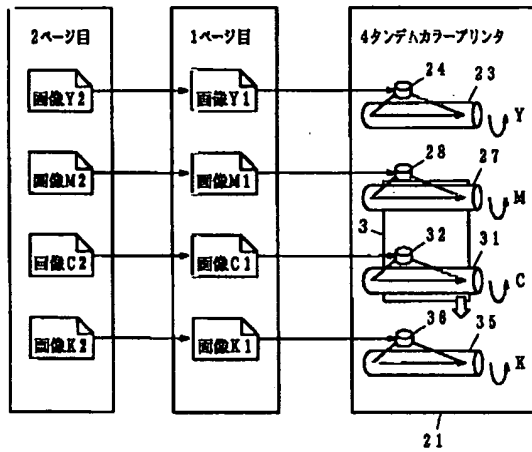 2ページ目
1ページ目
4タンデムカラープリンタ
画像Y2
画像Y1
24
23
Y
画像M2
画像M1
28
27
M
3
画像C2
画像C1
32
31
C
画像K2
画像K1
36
35
K
21